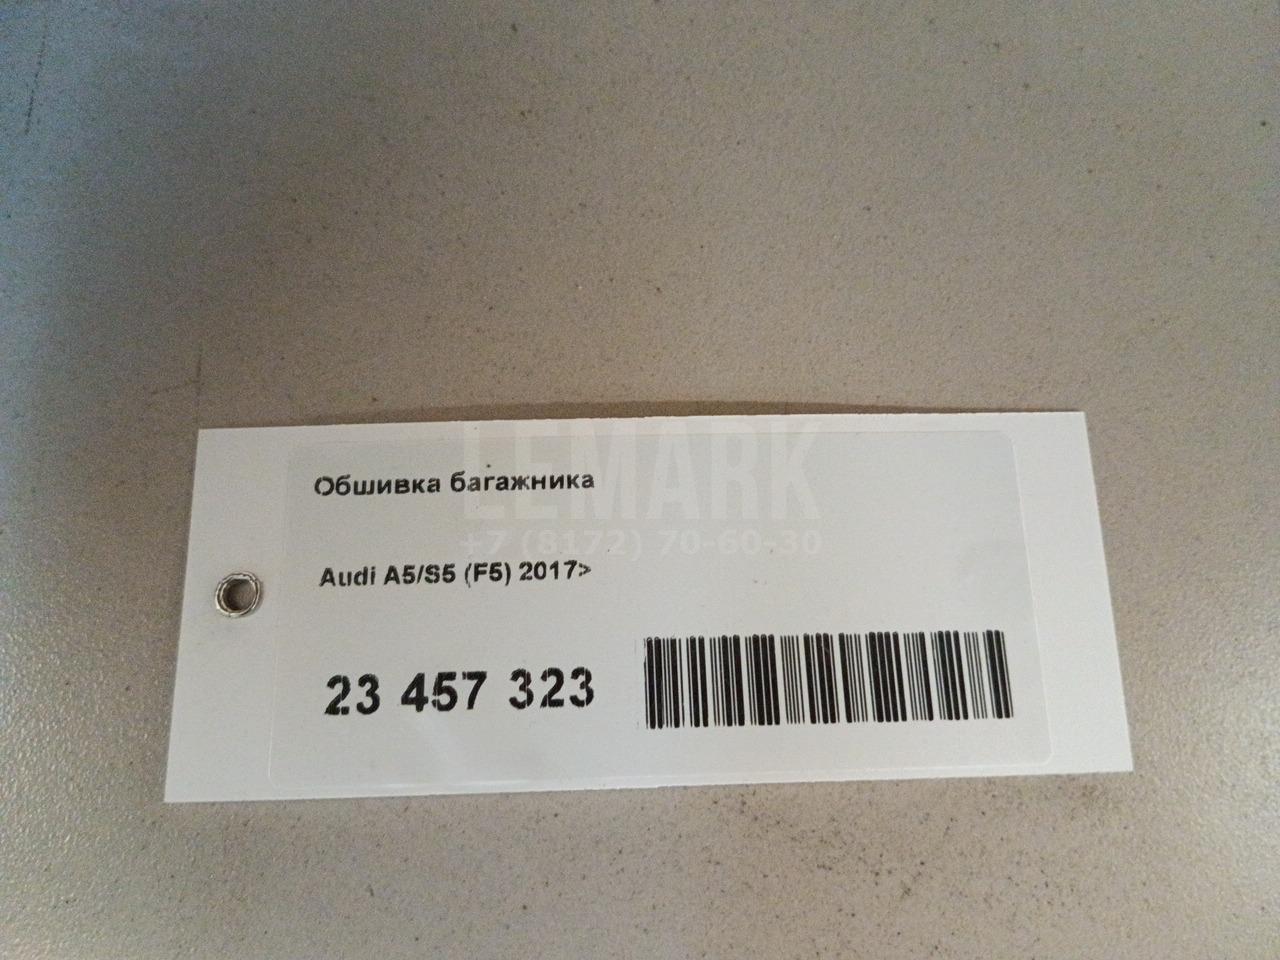 LEMARK
Обшивка багажника
+7 (8172) 70-60-30
Audi A5/S5 (F5) 2017>
23 457 323